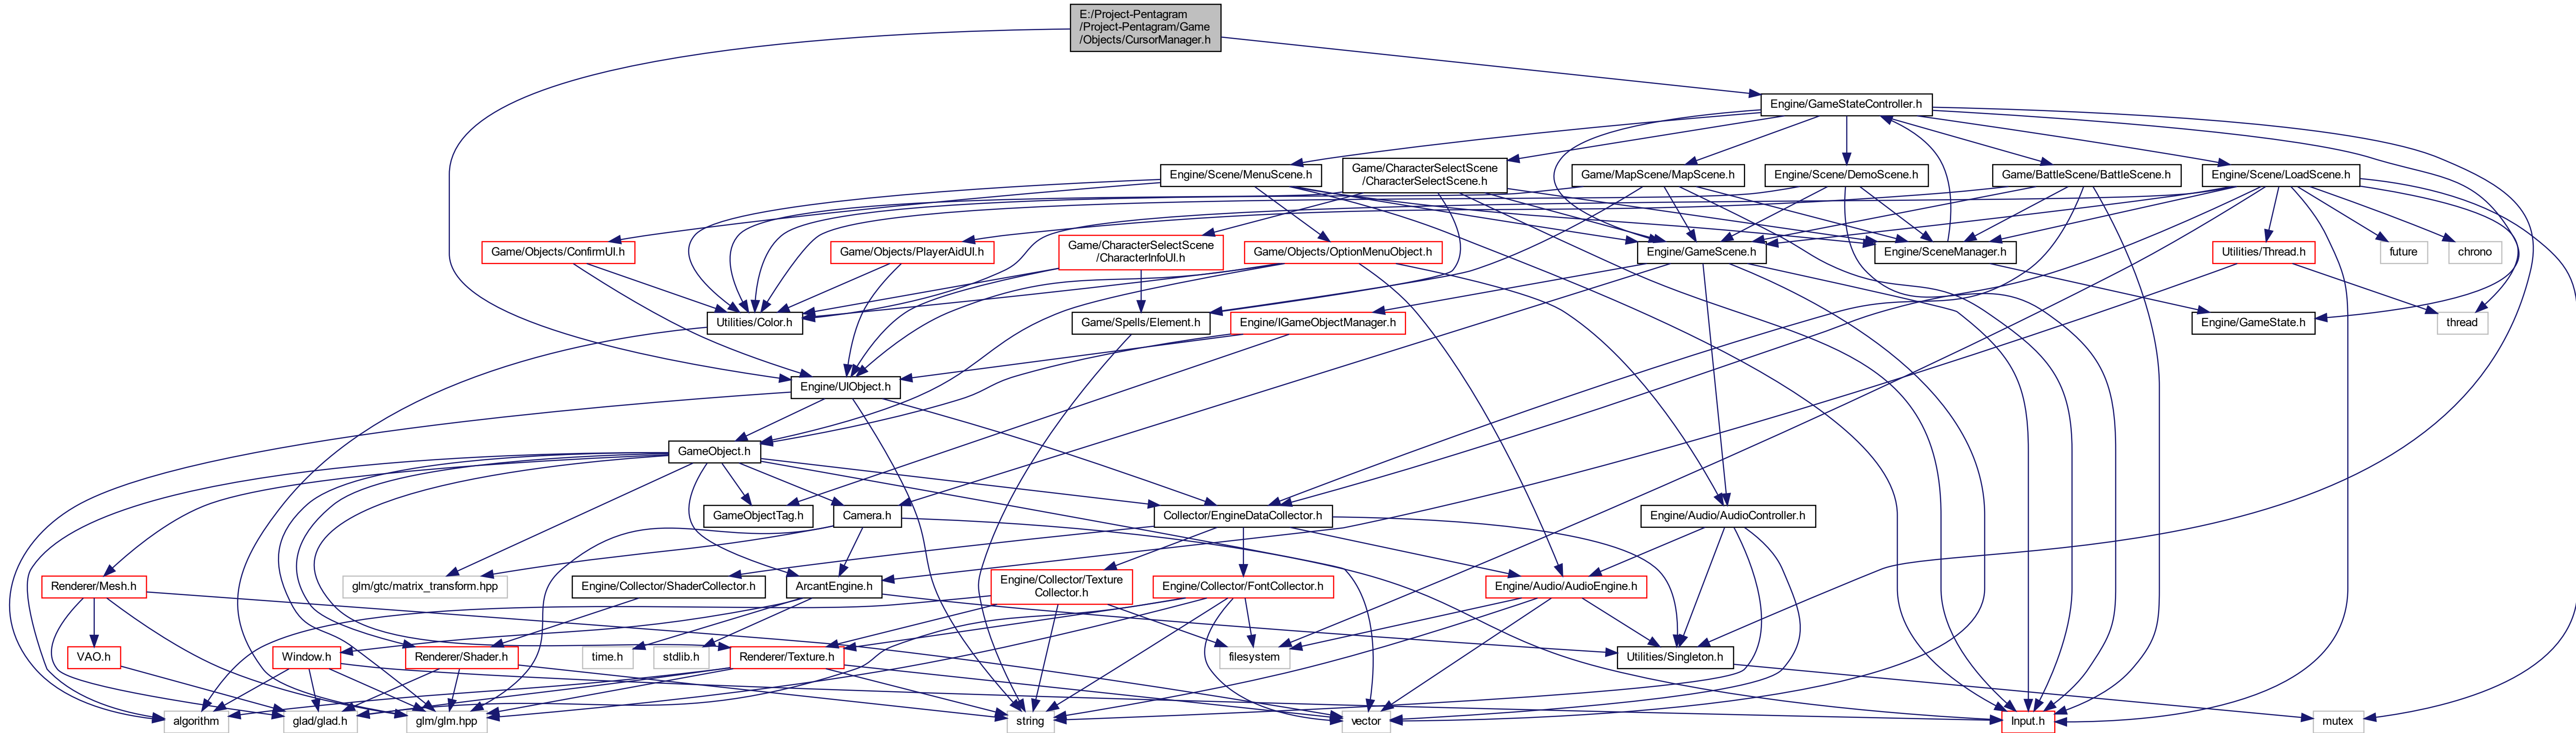 E:/Project-Pentagram
/Project-Pentagram/Game
/Objects/CursorManager.h
Engine/GameStateController.h
Engine/Scene/MenuScene.h
Game/CharacterSelectScene
/CharacterSelectScene.h
Game/MapScene/MapScene.h
Engine/Scene/DemoScene.h
Game/BattleScene/BattleScene.h
Engine/Scene/LoadScene.h
Game/Objects/ConfirmUI.h
Game/Objects/PlayerAidUI.h
Game/CharacterSelectScene
/CharacterInfoUI.h
Game/Objects/OptionMenuObject.h
Engine/GameScene.h
Engine/SceneManager.h
Utilities/Thread.h
future
chrono
Utilities/Color.h
Game/Spells/Element.h
Engine/IGameObjectManager.h
Engine/GameState.h
thread
Engine/UIObject.h
GameObject.h
GameObjectTag.h
Camera.h
Collector/EngineDataCollector.h
Engine/Audio/AudioController.h
Renderer/Mesh.h
glm/gtc/matrix_transform.hpp
Engine/Collector/ShaderCollector.h
ArcantEngine.h
Engine/Collector/Texture
Collector.h
Engine/Collector/FontCollector.h
Engine/Audio/AudioEngine.h
VAO.h
Window.h
Renderer/Shader.h
time.h
stdlib.h
Renderer/Texture.h
filesystem
Utilities/Singleton.h
algorithm
glad/glad.h
glm/glm.hpp
string
vector
Input.h
mutex